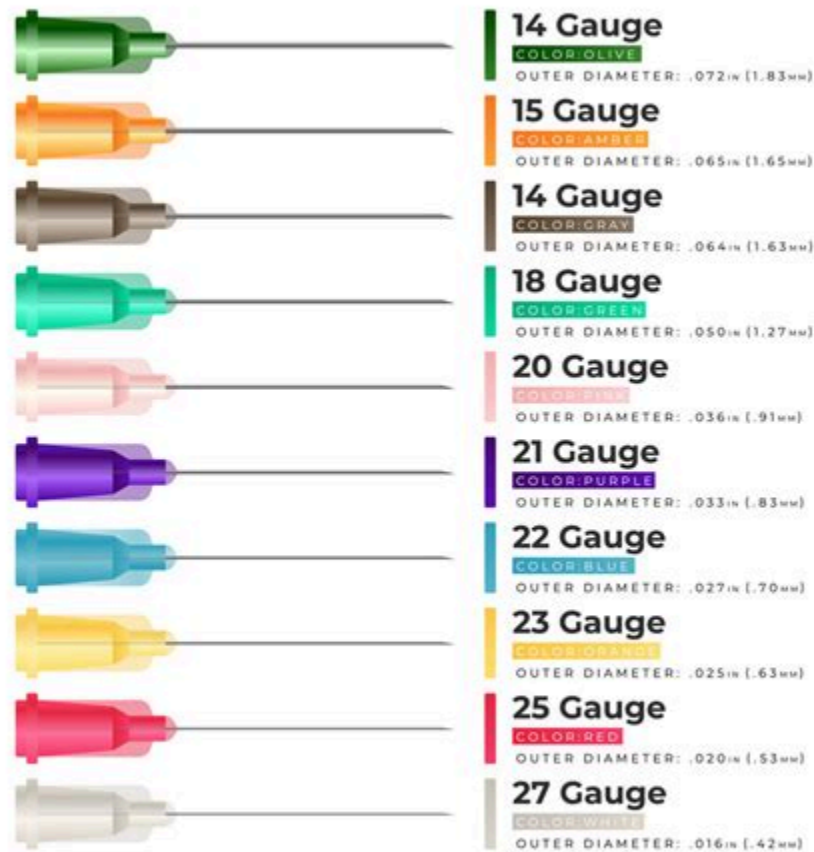 14 Gauge
COLOR:OLIVE
OUTER DIAMETER: .072IN (1.83MM)
15 Gauge
COLOR:AMBER
OUTER DIAMETER: .065IN (1.65MM)
14 Gauge
COLOR:GRAY
OUTER DIAMETER: .064IN (1.63MM)
18 Gauge
COLOR:GREEN
OUTER DIAMETER: .050IN (1.27MM)
20 Gauge
COLOR:PINK
OUTER DIAMETER: .036IN (.91MM)
21 Gauge
COLOR:PURPLE
OUTER DIAMETER: .033IN (.83MM)
22 Gauge
COLOR:BLUE
OUTER DIAMETER: .027IN (.70MM)
23 Gauge
COLOR:ORANGE
OUTER DIAMETER: .025IN (.63MM)
25 Gauge
COLOR:RED
OUTER DIAMETER: .020IN (.53MM)
27 Gauge
COLOR:WHITE
OUTER DIAMETER: .016IN (.42MM)